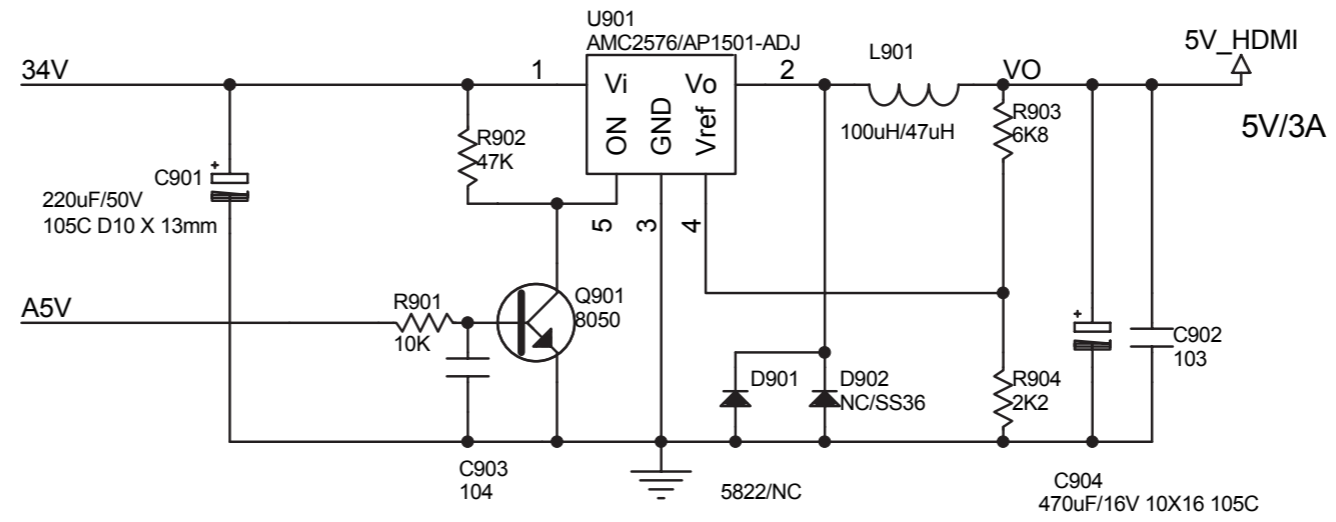 U901
AMC2576/AP1501-ADJ
34V
1
Vi
Vo
2
L901
VO
5V_HDMI
5V/3A
ON
GND
Vref
100uH/47uH
R903
6K8
R902
47K
+
C901
220uF/50V
105C D10 X 13mm
5
3
4
A5V
R901
10K
Q901
8050
+
C902
103
D901
D902
NC/SS36
R904
2K2
C903
104
5822/NC
C904
470uF/16V 10X16 105C